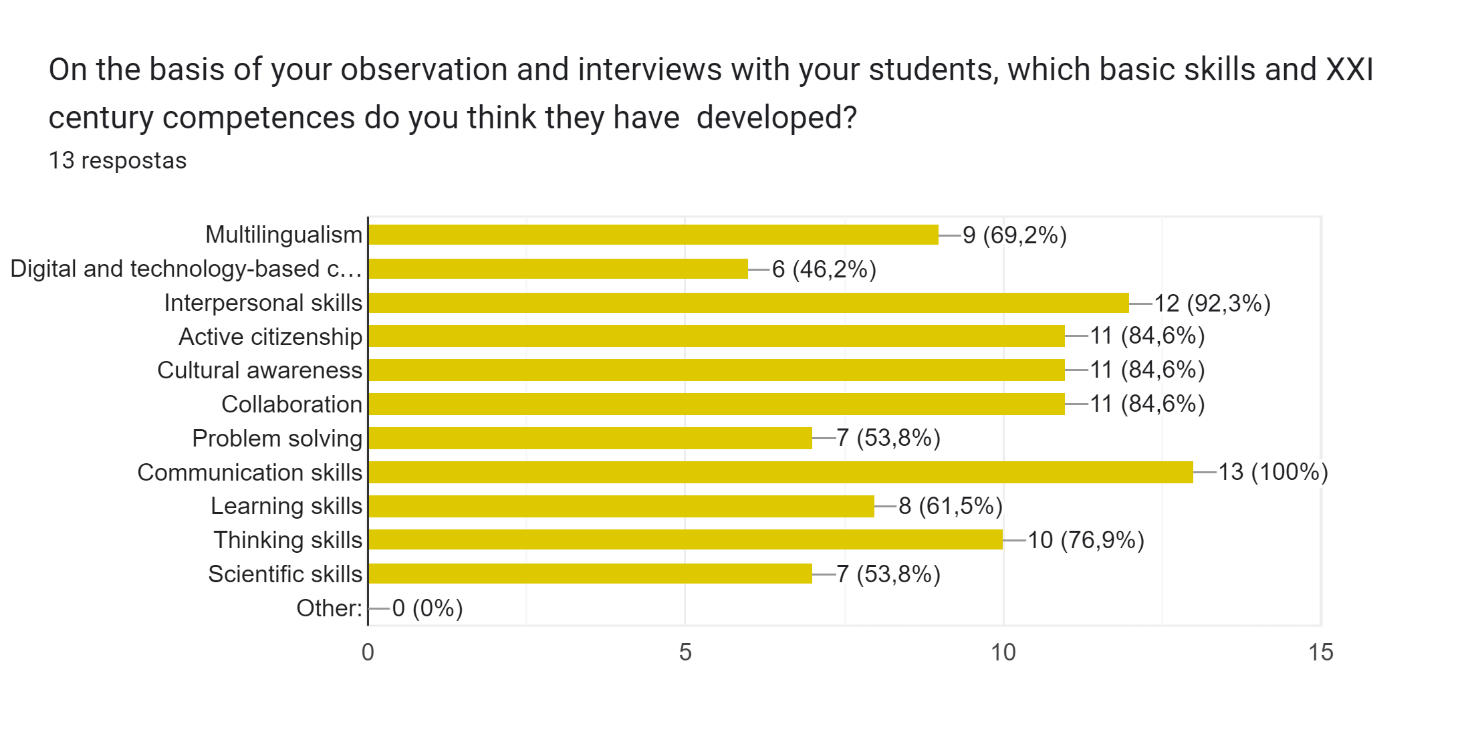 On the basis of your observation and interviews with your students, which basic skills and XXI
century competences do you think they have  developed?
13 respostas
Multilingualism 9 (69,2%)
Digital and technology-based c… 6 (46,2%)
Interpersonal skills 12 (92,3%)
Active citizenship 11 (84,6%)
Cultural awareness 11 (84,6%)
Collaboration 11 (84,6%)
Problem solving 7 (53,8%)
Communication skills 13 (100%)
Learning skills 8 (61,5%)
Thinking skills 10 (76,9%)
Scientific skills 7 (53,8%)
Other: 0 (0%)
0 5 10 15